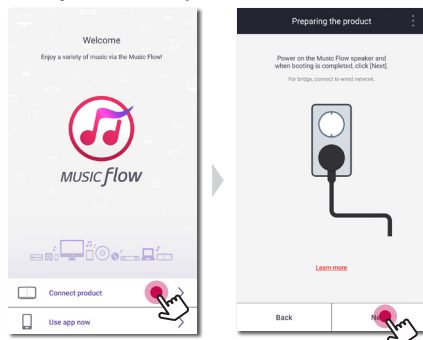 Welcome
Enjoy a variety of music via the Music Flow!
MUSIC flow
Connect product
Use app now
Preparing the product
Power on the Music Flow speaker and
when booting is completed, click [Next].
For bridge, connect to wired network.
Learn more
Back